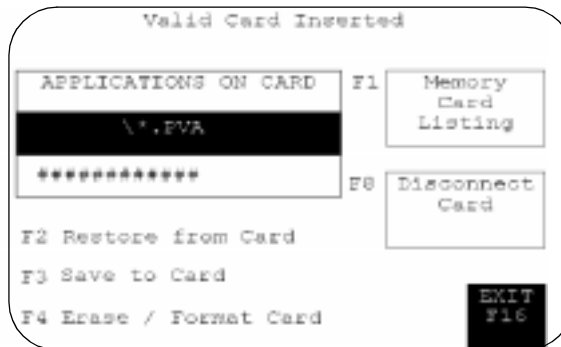 Valid Card Inserted
APPLICATIONS ON CARD
\*.PVA
############
F1 Memory
Card
Listing
F8 Disconnect
Card
F2 Restore from Card
F3 Save to Card
F4 Erase / Format Card
EXIT
F16